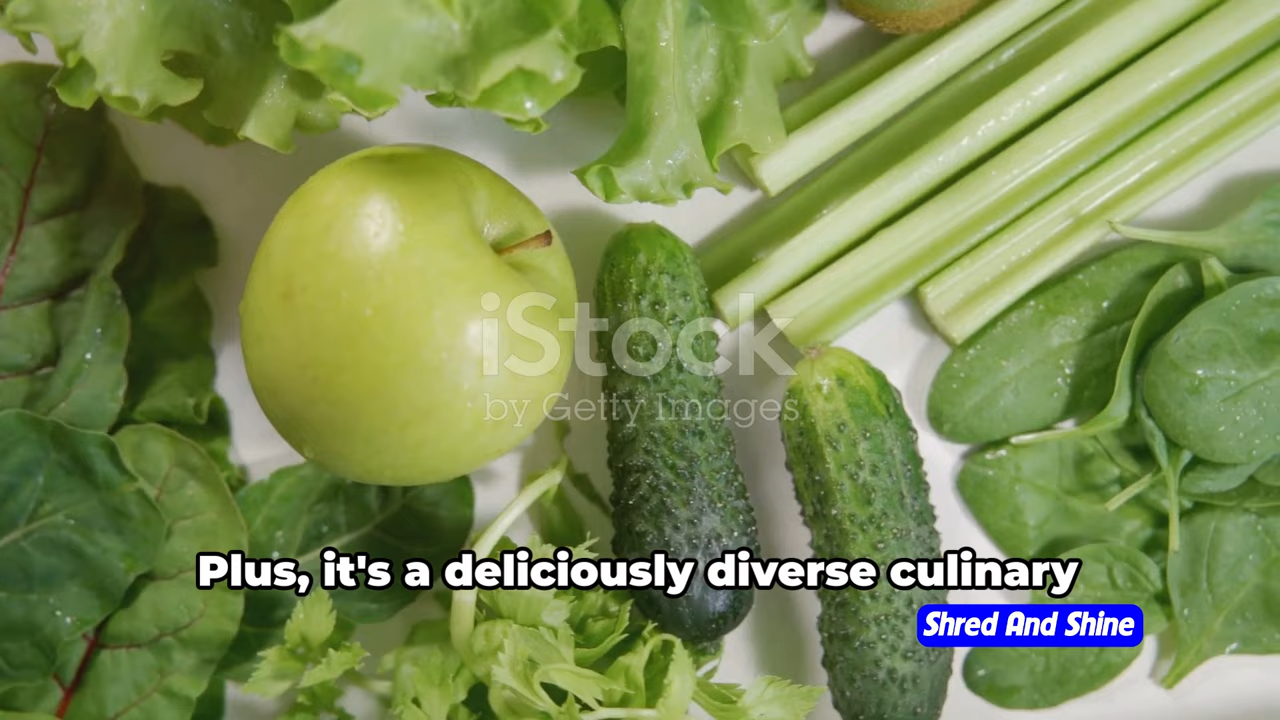 iStock
by Getty Images
Plus, it's a deliciously diverse culinary
Shred And Shine